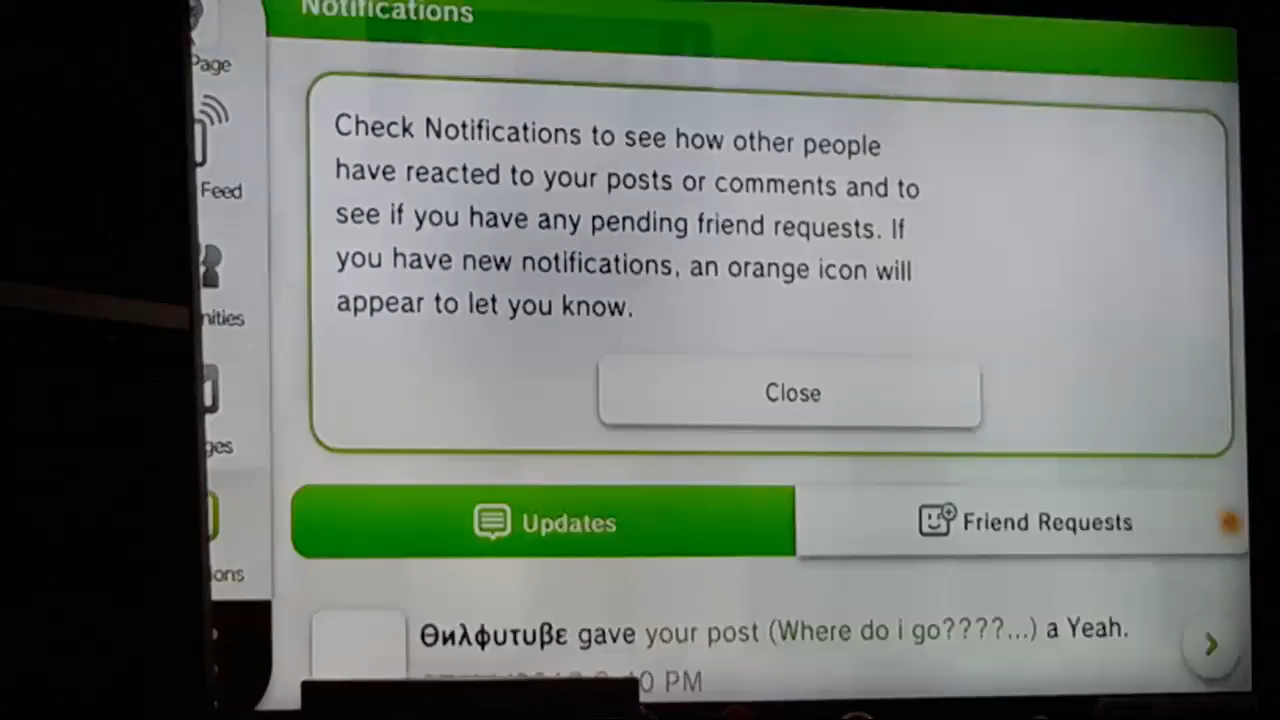 Notifications
Page
Check Notifications to see how other people
have reacted to your posts or comments and to
see if you have any pending friend requests. If
you have new notifications, an orange icon will
appear to let you know.
Close
Feed
nities
ges
ons
Updates
Friend Requests
Θиλφυτυβε gave your post (Where do i go????...) a Yeah.
0 PM